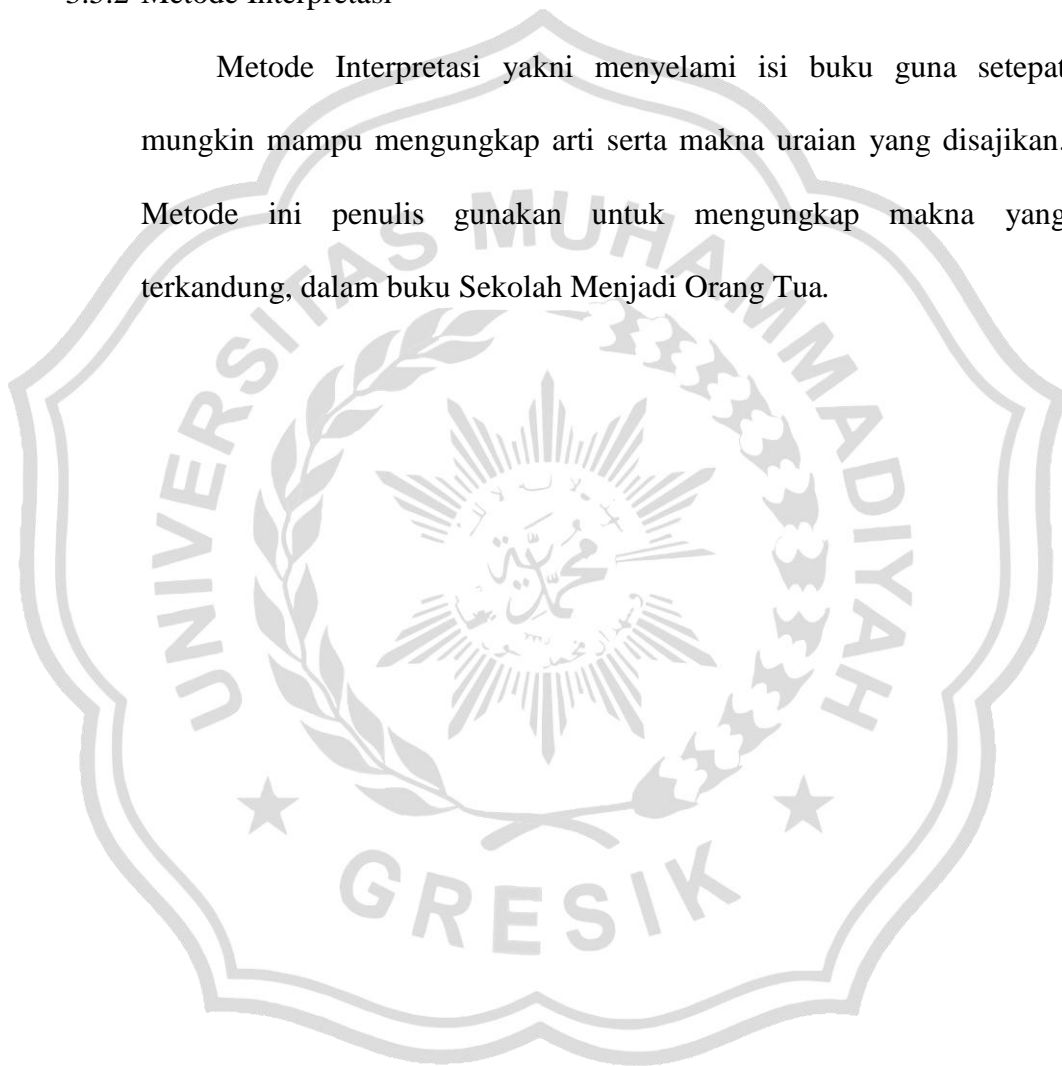 Metode Interpretasi
Metode Interpretasi yakni menyelami isi buku guna setepat
mungkin mampu mengungkap arti serta makna uraian yang disajikan.
Metode ini penulis gunakan untuk mengungkap makna yang
terkandung, dalam buku Sekolah Menjadi Orang Tua.
UNIVERSITAS MUHAMMADIYAH
GRESIK